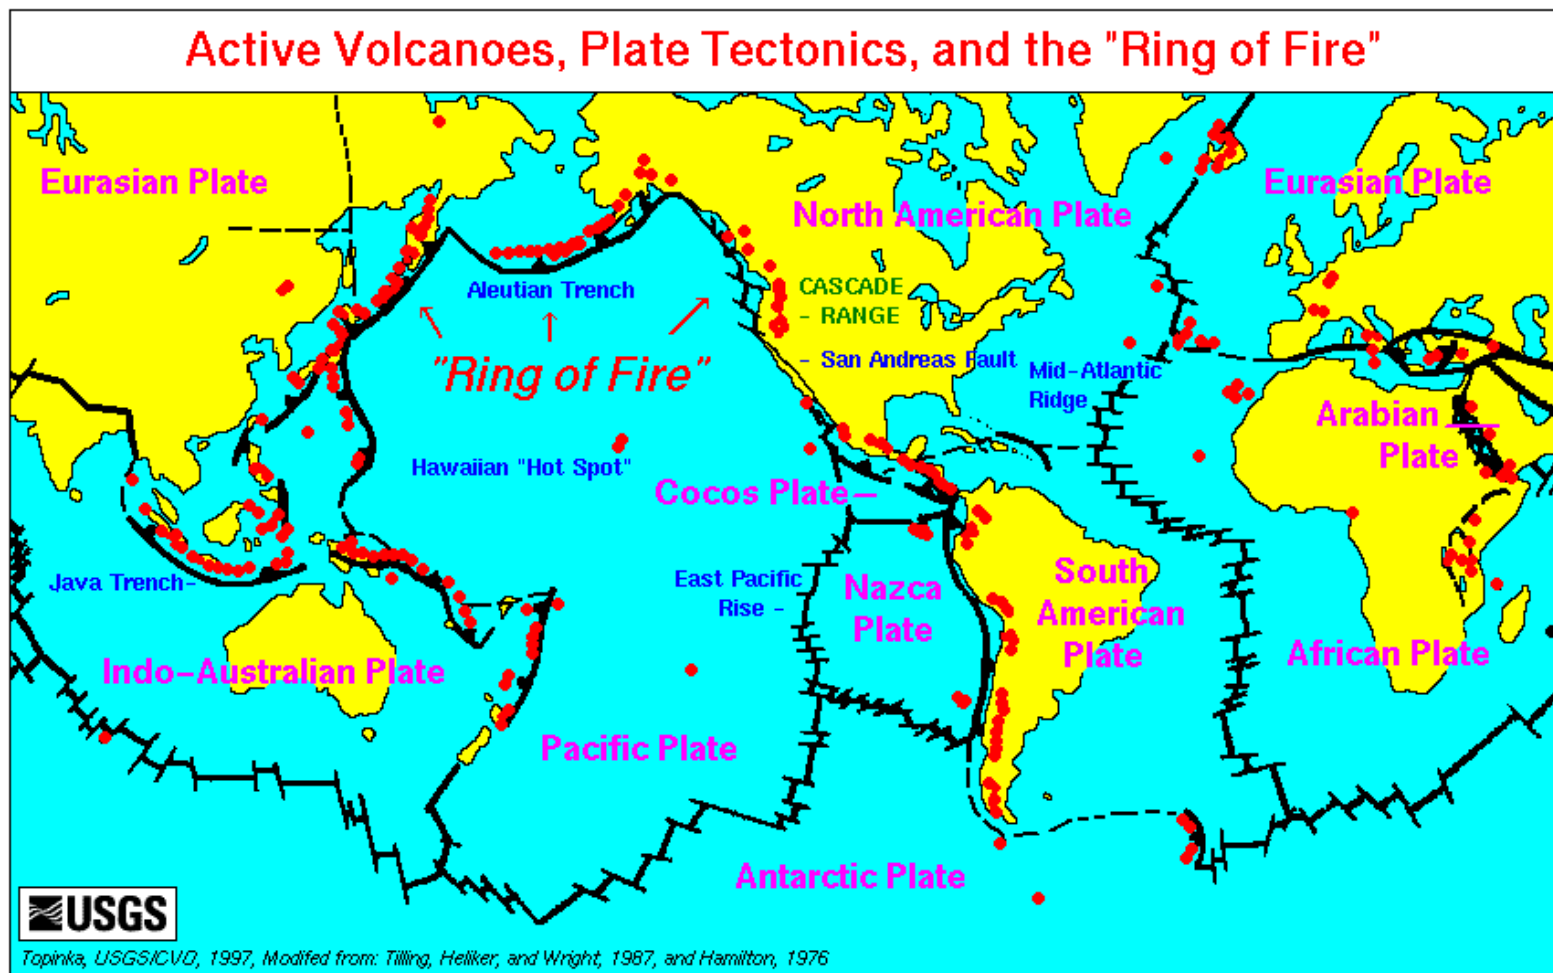 Active Volcanoes, Plate Tectonics, and the "Ring of Fire"
Eurasian Plate
Eurasian Plate
North American Plate
Aleutian Trench
CASCADE
- RANGE
"Ring of Fire"
- San Andreas Fault
Mid-Atlantic
Ridge
Arabian
Plate
Hawaiian "Hot Spot"
Cocos Plate
Java Trench-
East Pacific
Rise -
Nazca
Plate
South
American
Plate
Indo-Australian Plate
African Plate
Pacific Plate
Antarctic Plate
USGS
Topinka, USGS/CVO, 1997, Modifed from: Tilling, Heliker, and Wright, 1987, and Hamilton, 1976